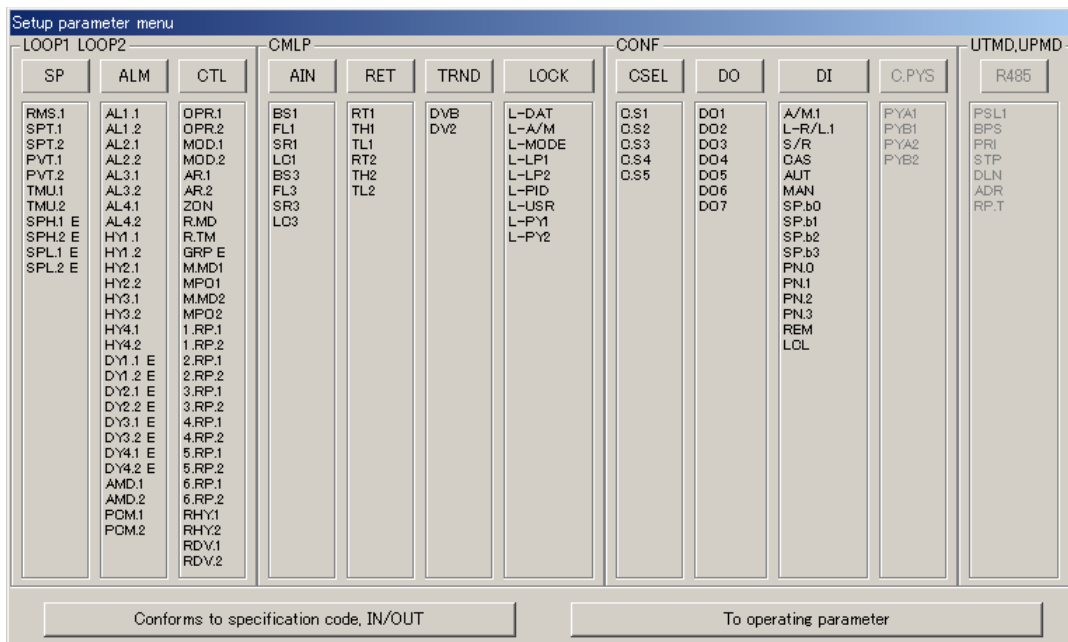 Setup parameter menu
LOOP1 LOOP2
CMLP
CONF
UTMD,UPMD
SP
ALM
CTL
AIN
RET
TRND
LOCK
CSEL
DO
DI
C.PYS
R485
RMS.1
SPT.1
SPT.2
PVT.1
PVT.2
TMU.1
TMU.2
SPH.1 E
SPH.2 E
SPL.1 E
SPL.2 E
AL1.1
AL1.2
AL2.1
AL2.2
AL3.1
AL3.2
AL4.1
AL4.2
HY1.1
HY1.2
HY2.1
HY2.2
HY3.1
HY3.2
HY4.1
HY4.2
DY1.1 E
DY1.2 E
DY2.1 E
DY2.2 E
DY3.1 E
DY3.2 E
DY4.1 E
DY4.2 E
AMD.1
AMD.2
PCM.1
PCM.2
OPR.1
OPR.2
MOD.1
MOD.2
AR.1
AR.2
ZON
R.MD
R.TM
GRP E
M.MD1
MPO1
M.MD2
MPO2
1.RP.1
1.RP.2
2.RP.1
2.RP.2
3.RP.1
3.RP.2
4.RP.1
4.RP.2
5.RP.1
5.RP.2
6.RP.1
6.RP.2
RHY.1
RHY.2
RDV.1
RDV.2
BS1
FL1
SR1
LC1
BS3
FL3
SR3
LC3
RT1
TH1
TL1
RT2
TH2
TL2
DVB
DV2
L-DAT
L-A/M
L-MODE
L-LP1
L-LP2
L-PID
L-USR
L-PY1
L-PY2
C.S1
C.S2
C.S3
C.S4
C.S5
DO1
DO2
DO3
DO4
DO5
DO6
DO7
A/M.1
L-R/L.1
S/R
CAS
AUT
MAN
SP.b0
SP.b1
SP.b2
SP.b3
PN.0
PN.1
PN.2
PN.3
REM
LCL
PYA1
PYB1
PYA2
PYB2
PSL1
BPS
PRI
STP
DLN
ADR
RP.T
Conforms to specification code, IN/OUT
To operating parameter